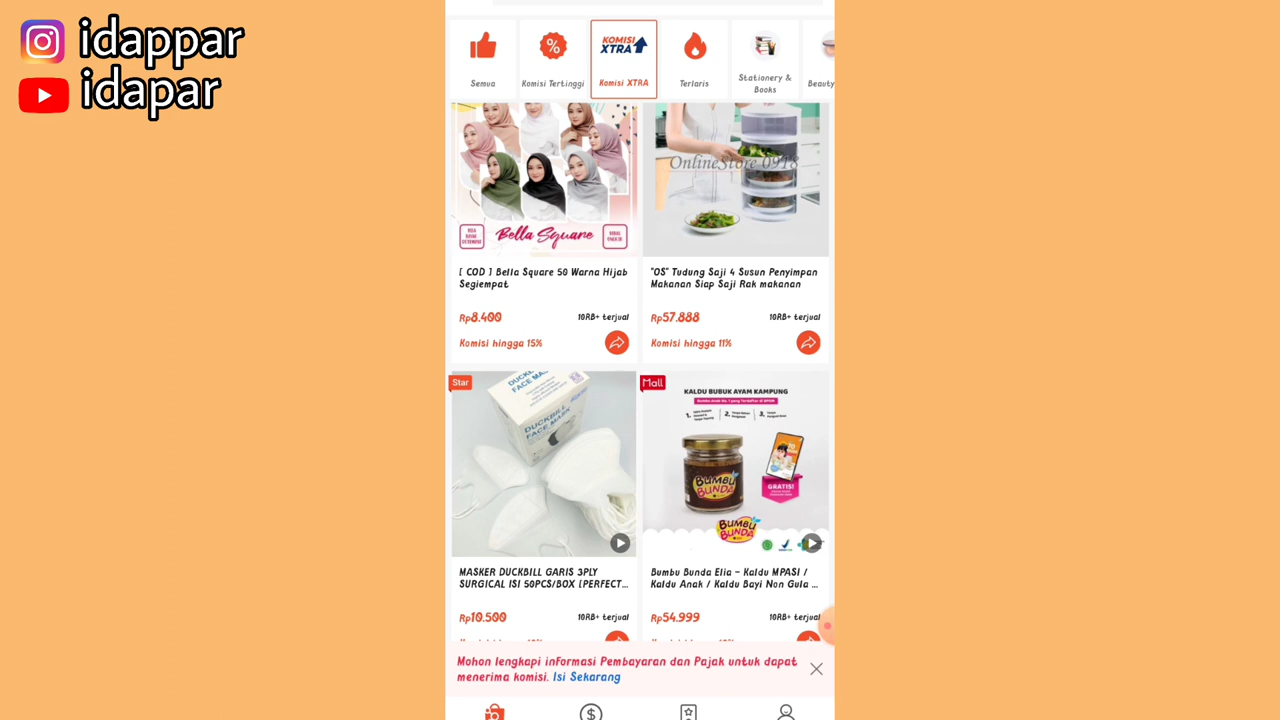 idappar
idapar
KOMISI
XTRA
Semua
Komisi Tertinggi
Komisi XTRA
Terlaris
Stationery &
Books
Beauty
OnlineStore 0918
Bella Square
[ COD ] Bella Square 50 Warna Hijab
Segiempat
"OS" Tudung Saji 4 Susun Penyimpan
Makanan Siap Saji Rak makanan
Rp8.400
10RB+ terjual
Rp57.888
10RB+ terjual
Komisi hingga 15%
Komisi hingga 11%
Star
DUCKBILL
FACE MASK
Mall
KALDU BUBUK AYAM KAMPUNG
1.
2.
3.
BUMBU
BUNDA
GRATIS!
BUMBU
BUNDA
MASKER DUCKBILL GARIS 3PLY
SURGICAL ISI 50PCS/BOX [PERFECT...
Bumbu Bunda Elia – Kaldu MPASI /
Kaldu Anak / Kaldu Bayi Non Gula ...
Rp10.500
10RB+ terjual
Rp54.999
10RB+ terjual
Mohon lengkapi informasi Pembayaran dan Pajak untuk dapat
menerima komisi. Isi Sekarang